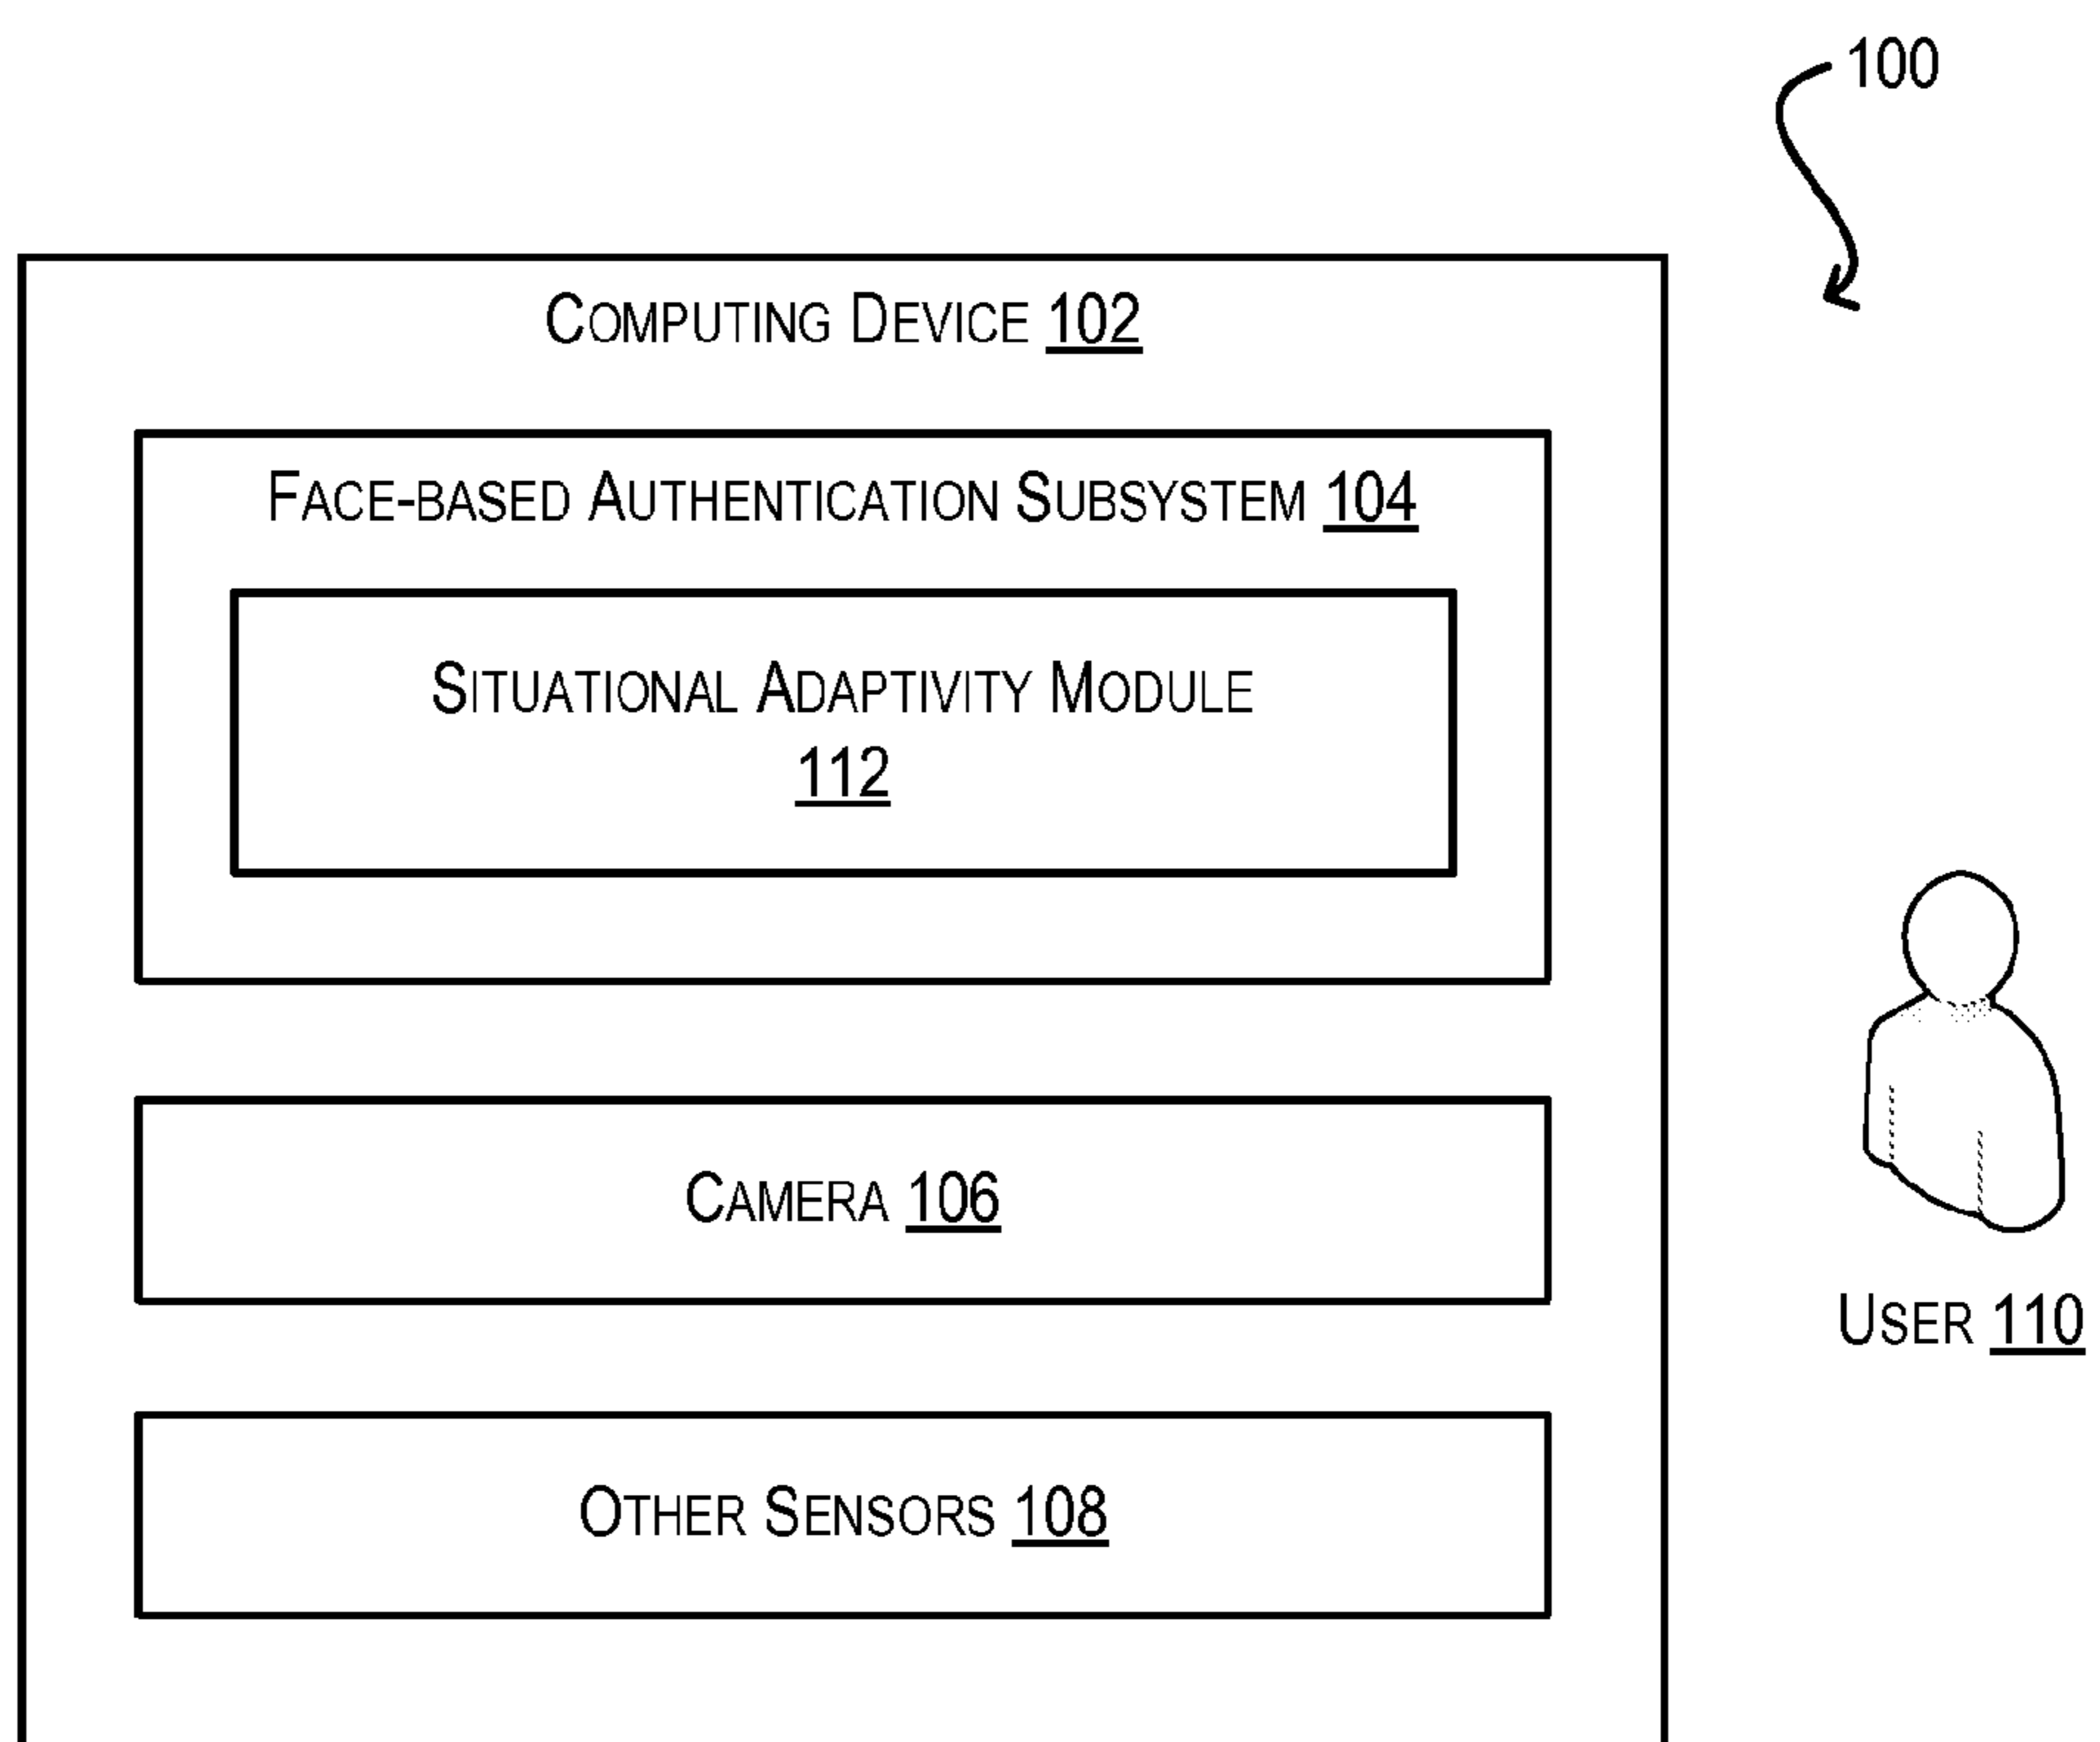 100
COMPUTING DEVICE 102
FACE-BASED AUTHENTICATION SUBSYSTEM 104
SITUATIONAL ADAPTIVITY MODULE
112
CAMERA 106
USER 110
OTHER SENSORS 108